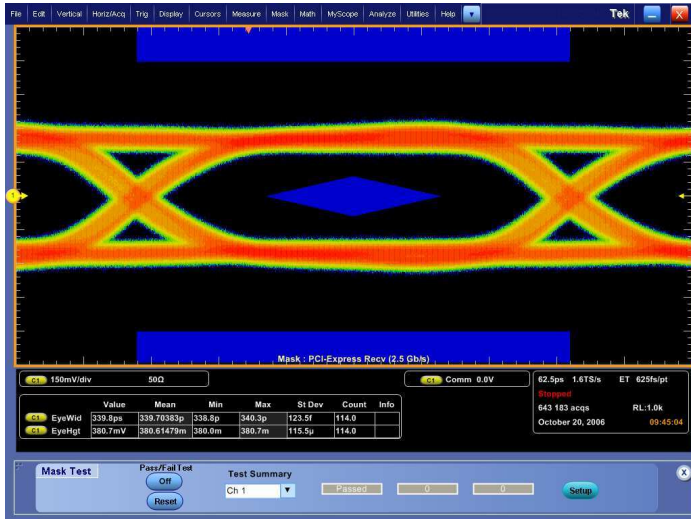 File Edit Vertical Horiz/Acq Trig Display Cursors Measure Mask Math MyScope Analyze Utilities Help Tek X
1
Mask : PCI-Express Recv (2.5 Gb/s)
C1 150mV/div 50Ω
C1 Comm 0.0V
62.5ps 1.6TS/s ET 625fs/pt
Stopped
643 183 acqs RL:1.0k
October 20, 2006 09:45:04
Value Mean Min Max St Dev Count Info
C1 EyeWid 339.8ps 339.70383p 338.8p 340.3p 123.5f 114.0
C1 EyeHgt 380.7mV 380.61479m 380.0m 380.7m 115.5µ 114.0
Mask Test
Pass/Fail Test
Off
Reset
Test Summary
Ch 1
Passed 0 0
Setup
X